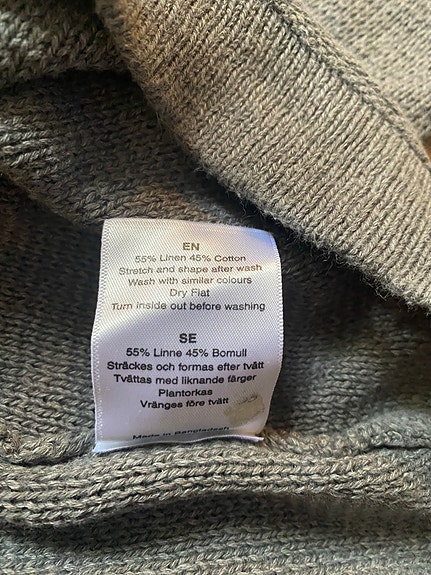 EN
55% Linen 45% Cotton
Stretch and shape after wash
Wash with similar colours
Dry Flat
Turn inside out before washing
SE
55% Linne 45% Bomull
Sträckes och formas efter tvätt
Tvättas med liknande färger
Plantorkas
Vränges före tvätt
Made in Bangladesh